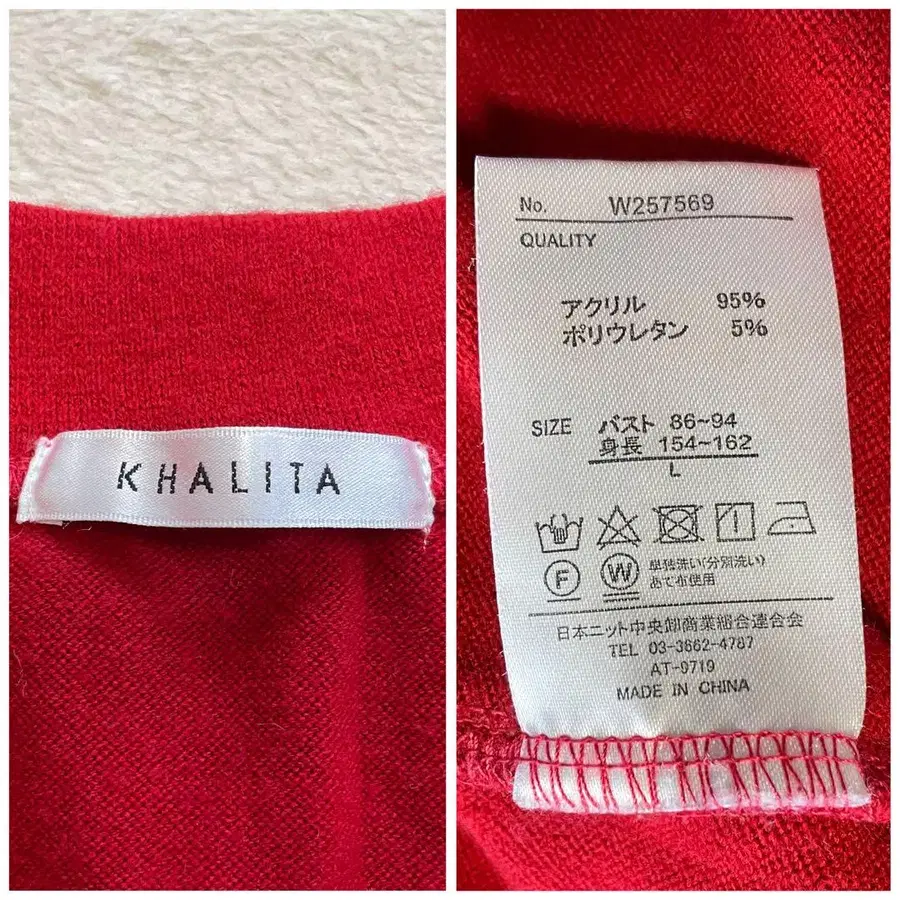 KHALITA
No. W257569
QUALITY
アクリル 95%
ポリウレタン 5%
SIZE バスト 86~94
身長 154~162
L
F W 単独洗い(分別洗い)
あて布使用
日本ニット中央卸商業組合連合会
TEL 03-3662-4787
AT-9719
MADE IN CHINA